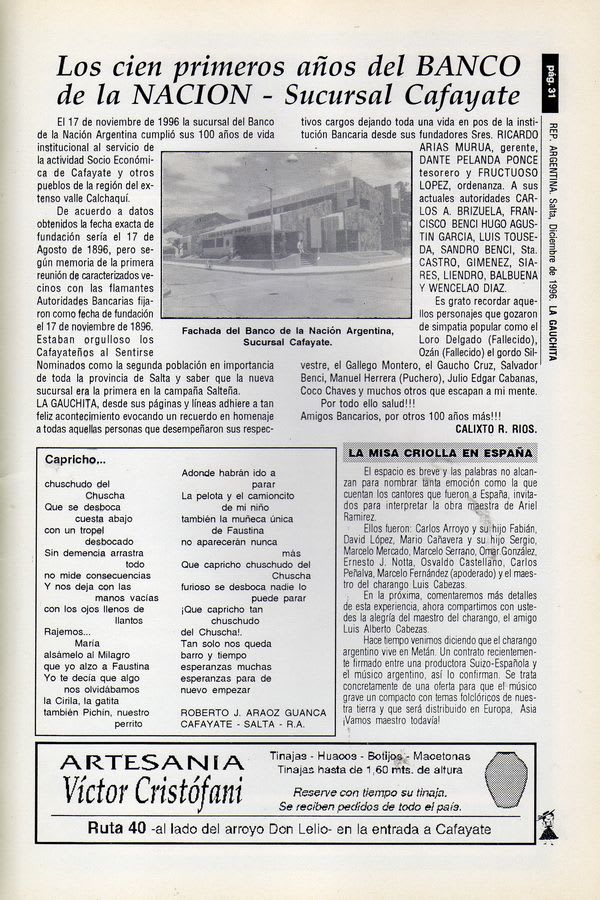 Los cien primeros años del BANCO
de la NACION - Sucursal Cafayate
pág. 31
REP. ARGENTINA. Salta, Diciembre de 1996. LA GAUCHITA
El 17 de noviembre de 1996 la sucursal del Banco
de la Nación Argentina cumplió sus 100 años de vida
institucional al servicio de
la actividad Socio Económi-
ca de Cafayate y otros
pueblos de la región del ex-
tenso valle Calchaquí.
De acuerdo a datos
obtenidos la fecha exacta de
fundación sería el 17 de
Agosto de 1896, pero se-
gún memoria de la primera
reunión de caracterizados ve-
cinos con las flamantes
Autoridades Bancarias fija-
ron como fecha de fundación
el 17 de noviembre de 1896.
Estaban orgulloso los
Cafayateños al Sentirse
Nominados como la segunda población en importancia
de toda la provincia de Salta y saber que la nueva
sucursal era la primera en la campaña Salteña.
LA GAUCHITA, desde sus páginas y líneas adhiere a tan
feliz acontecimiento evocando un recuerdo en homenaje
a todas aquellas personas que desempeñaron sus respec-
tivos cargos dejando toda una vida en pos de la insti-
tución Bancaria desde sus fundadores Sres. RICARDO
ARIAS MURUA, gerente,
DANTE PELANDA PONCE
tesorero y FRUCTUOSO
LOPEZ, ordenanza. A sus
actuales autoridades CAR-
LOS A. BRIZUELA, FRAN-
CISCO BENCI HUGO AGUS-
TIN GARCIA, LUIS TOUSE-
DA, SANDRO BENCI, Sta.
CASTRO, GIMENEZ, SIA-
RES, LIENDRO, BALBUENA
Y WENCELAO DIAZ.
Es grato recordar aque-
llos personajes que gozaron
de simpatia popular como el
Loro Delgado (Fallecido),
Ozán (Fallecido) el gordo Sil-
vestre, el Gallego Montero, el Gaucho Cruz, Salvador
Benci, Manuel Herrera (Puchero), Julio Edgar Cabanas,
Coco Chaves y muchos otros que escapan a mi mente.
Por todo ello salud!!!
Amigos Bancarios, por otros 100 años más!!!
CALIXTO R. RIOS.
Fachada del Banco de la Nación Argentina,
Sucursal Cafayate.
Capricho,..
chuschudo del
Chuscha
Que se desboca
cuesta abajo
con un tropel
desbocado
Sin demencia arrastra
todo
no mide consecuencias
Y nos deja con las
manos vacías
con los ojos llenos de
llantos
Rajemos...
María
alsámelo al Milagro
que yo alzo a Faustina
Yo te decía que algo
nos olvidábamos
la Cirila, la gatita
también Pichín, nuestro
perrito
Adonde habrán ido a
parar
La pelota y el camioncito
de mi niño
también la muñeca única
de Faustina
no aparecerán nunca
más
Que capricho chuschudo del
Chuscha
furioso se desboca nadie lo
puede parar
¡Que capricho tan
chuschudo
del Chuscha!.
Tan solo nos queda
barro y tiempo
esperanzas muchas
esperanzas para de
nuevo empezar
ROBERTO J. ARAOZ GUANCA
CAFAYATE - SALTA - R.A.
LA MISA CRIOLLA EN ESPAÑA
El espacio es breve y las palabras no alcan-
zan para nombrar tanta emoción como la que
cuentan los cantores que fueron a España, invita-
dos para interpretar la obra maestra de Ariel
Ramirez.
Ellos fueron: Carlos Arroyo y su hijo Fabián,
David López, Mario Cañavera y su hijo Sergio,
Marcelo Mercado, Marcelo Serrano, Omar González,
Ernesto J. Notta, Osvaldo Castellano, Carlos
Peñalva, Marcelo Fernández (apoderado) y el maes-
tro del charango Luis Cabezas.
En la próxima, comentaremos más detalles
de esta experiencia, ahora compartimos con uste-
des la alegría del maestro del charango, el amigo
Luis Alberto Cabezas.
Hace tiempo venimos diciendo que el charango
argentino vive en Metán. Un contrato recientemen-
te firmado entre una productora Suizo-Española y
el músico argentino, así lo confirman. Se trata
concretamente de una oferta para que el músico
grave un compacto con temas folclóricos de nues-
tra tierra y que será distribuido en Europa, Asia
¡Vamos maestro todavía!
ARTESANIA
Víctor Cristófani
Tinajas - Huacos - Botijos - Macetonas
Tinajas hasta de 1,60 mts. de altura
Reserve con tiempo su tinaja.
Se reciben pedidos de todo el país.
Ruta 40 -al lado del arroyo Don Lelio- en la entrada a Cafayate